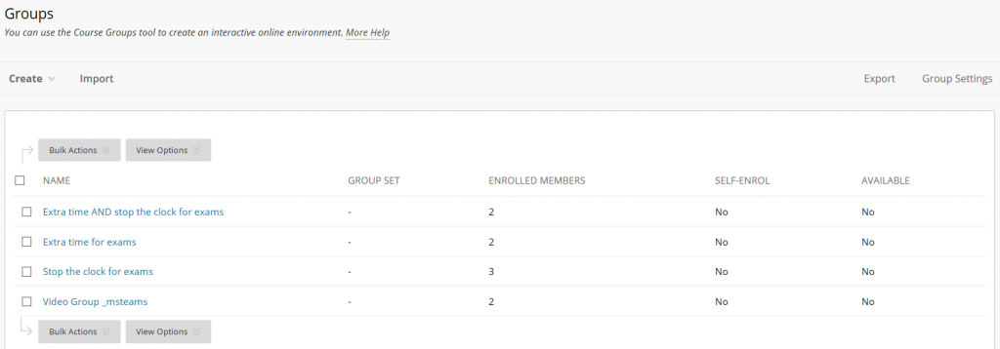 Groups
You can use the Course Groups tool to create an interactive online environment. More Help
Create Import Export Group Settings
Bulk Actions View Options
NAME GROUP SET ENROLLED MEMBERS SELF-ENROL AVAILABLE
Extra time AND stop the clock for exams - 2 No No
Extra time for exams - 2 No No
Stop the clock for exams - 3 No No
Video Group _msteams - 2 No No
Bulk Actions View Options